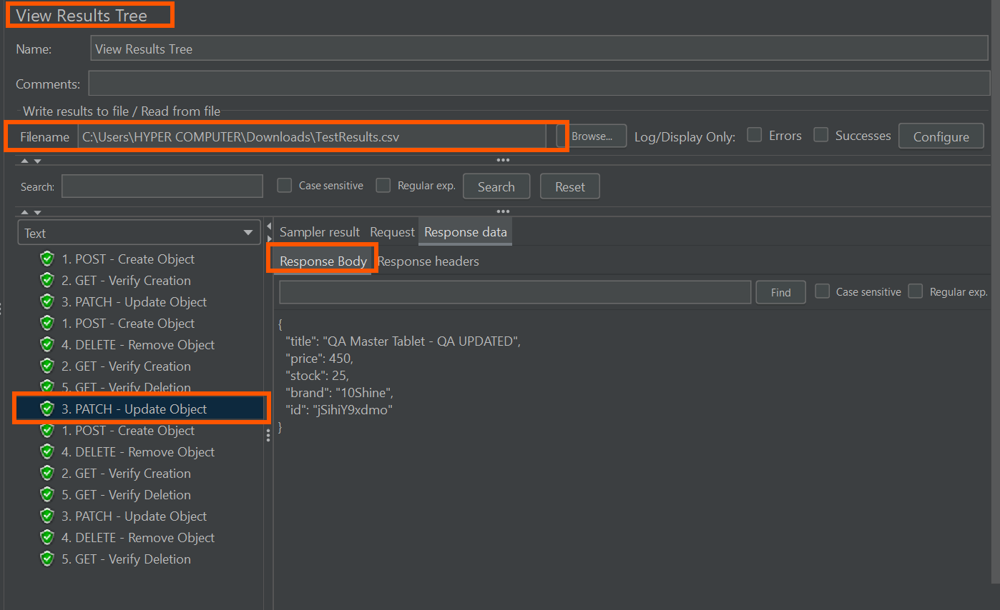 View Results Tree
Name: View Results Tree
Comments:
Write results to file / Read from file
Filename C:\Users\HYPER COMPUTER\Downloads\TestResults.csv Browse... Log/Display Only: Errors Successes Configure
Search: Case sensitive Regular exp. Search Reset
Text
Sampler result Request Response data
1. POST - Create Object
Response Body Response headers
2. GET - Verify Creation
Find Case sensitive Regular exp.
3. PATCH - Update Object
1. POST - Create Object
{
4. DELETE - Remove Object
"title": "QA Master Tablet - QA UPDATED",
"price": 450,
2. GET - Verify Creation
"stock": 25,
5. GET - Verify Deletion
"brand": "10Shine",
3. PATCH - Update Object
"id": "jSihiY9xdmo"
1. POST - Create Object
}
4. DELETE - Remove Object
2. GET - Verify Creation
5. GET - Verify Deletion
3. PATCH - Update Object
4. DELETE - Remove Object
5. GET - Verify Deletion